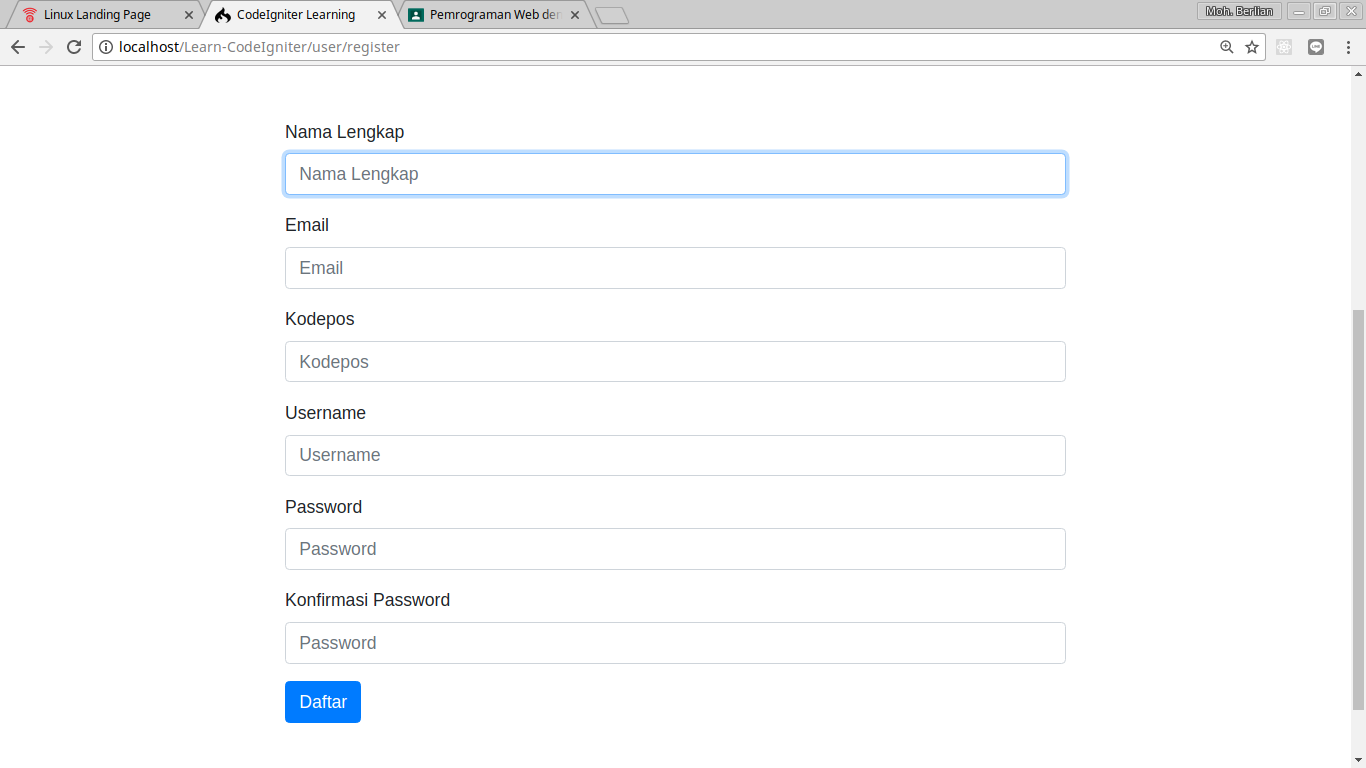 Linux Landing Page
CodeIgniter Learning
Pemrograman Web
Moh. Berlian
localhost/Learn-CodeIgniter/user/register
Nama Lengkap
Nama Lengkap
Email
Email
Kodepos
Kodepos
Username
Username
Password
Password
Konfirmasi Password
Password
Daftar